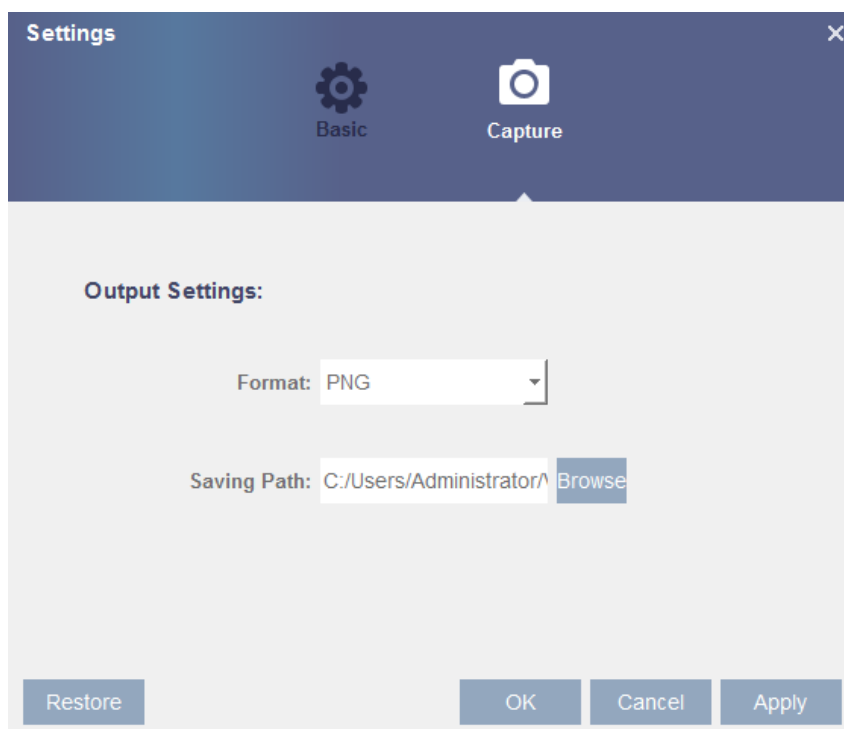 Settings
Basic
Capture
Output Settings:
Format: PNG
Saving Path: C:/Users/Administrator/ Browse
Restore OK Cancel Apply